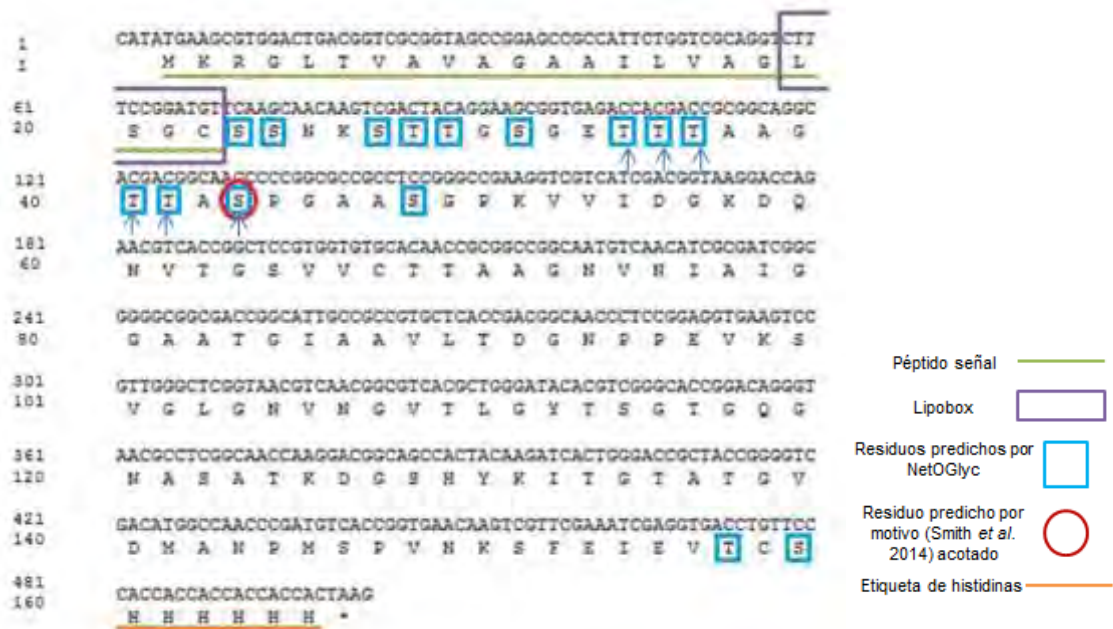 1 CATATGAAGCGTGGACTGACGGTCGCGGTAGCCGGAGCCGCCATTCTGGTCGCAGGTCTT
1 M K R G L T V A V A G A A I L V A G L
61 TCCGGATGTTCAAGCAACAAGTCGACTACAGGAAGCGGTGAGACCACGACCGCGGCAGGC
20 S G C S S N K S T T G S G E T T T A A G
121 ACGACGGCAAGCCCCGGCGCCGCCTCCGGGCCGAAGGTCGTCATCGACGGTAAGGACCAG
40 T T A S P G A A S G P K V V I D G K D Q
181 AACGTCACCGGCTCCGTGGTGTGCACAACCGCGGCCGGCAATGTCAACATCGCGATCGGC
60 N V T G S V V C T T A A G N V N I A I G
241 GGGGCGGCGACCGGCATTGCCGCCGTGCTCACCGACGGCAACCCTCCGGAGGTGAAGTCC
80 G A A T G I A A V L T D G N P P E V K S
301 GTTGGGCTCGGTAACGTCAACGGCGTCACGCTGGGATACACGTCGGGCACCGGACAGGGT
101 V G L G N V N G V T L G Y T S G T G Q G
361 AACGCCTCGGCAACCAAGGACGGCAGCCACTACAAGATCACTGGGACCGCTACCGGGGTC
120 N A S A T K D G S H Y K I T G T A T G V
421 GACATGGCCAACCCGATGTCACCGGTGAACAAGTCGTTCGAAATCGAGGTGACCTGTTCC
140 D M A N P M S P V N K S F E I E V T C S
481 CACCACCACCACCACCACTAAG
160 H H H H H H *
Péptido señal
Lipobox
Residuos predichos por
NetOGlyc
Residuo predicho por
motivo (Smith et al.
2014) acotado
Etiqueta de histidinas